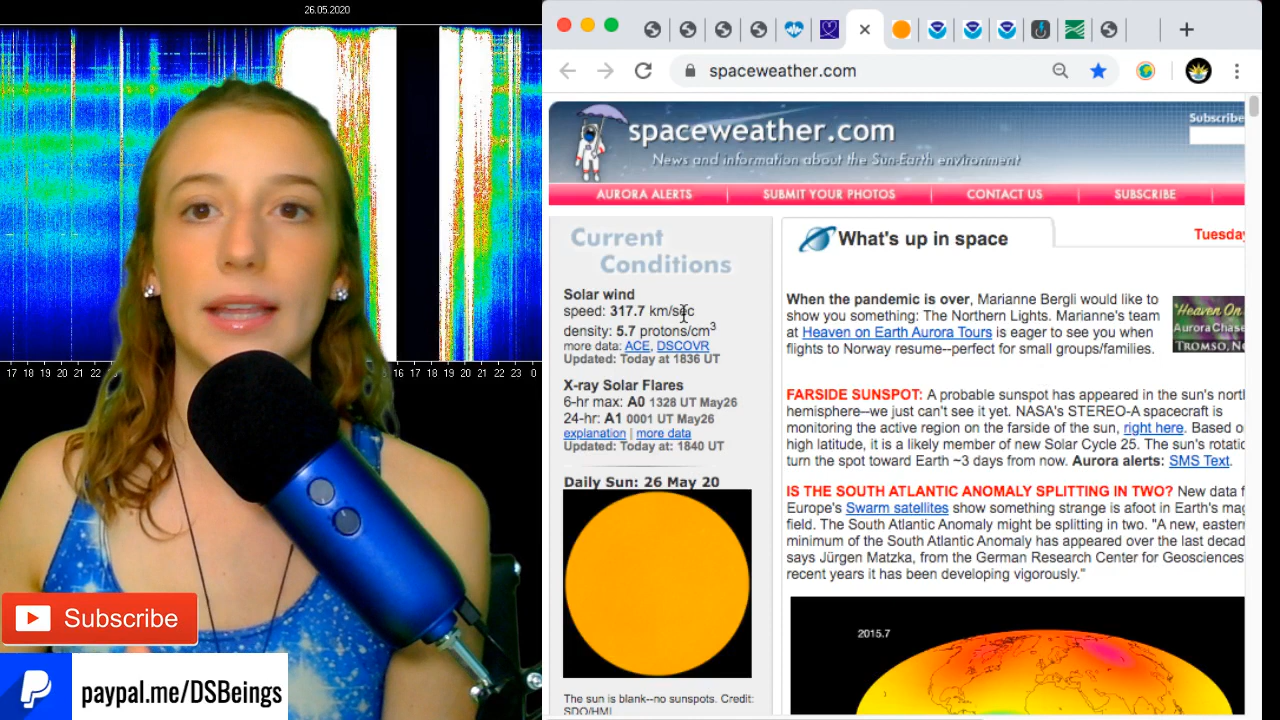 26.05.2020
17 18 19 20 21 22
16 17 18 19 20 21 22 23 0
Subscribe
paypal.me/DSBeings
spaceweather.com
spaceweather.com
News and information about the Sun-Earth environment
Subscribe
AURORA ALERTS
SUBMIT YOUR PHOTOS
CONTACT US
SUBSCRIBE
Current
Conditions
Solar wind
speed: 317.7 km/sec
density: 5.7 protons/cm3
more data: ACE, DSCOVR
Updated: Today at 1836 UT
X-ray Solar Flares
6-hr max: A0 1328 UT May26
24-hr: A1 0001 UT May26
explanation | more data
Updated: Today at: 1840 UT
Daily Sun: 26 May 20
The sun is blank--no sunspots. Credit:
SDO/HMI
What's up in space
Tuesday
When the pandemic is over, Marianne Bergli would like to
show you something: The Northern Lights. Marianne's team
at Heaven on Earth Aurora Tours is eager to see you when
flights to Norway resume--perfect for small groups/families.
"Heaven On
Aurora Chase
TROMSO, No
FARSIDE SUNSPOT: A probable sunspot has appeared in the sun's north
hemisphere--we just can't see it yet. NASA's STEREO-A spacecraft is
monitoring the active region on the farside of the sun, right here. Based o
high latitude, it is a likely member of new Solar Cycle 25. The sun's rotatio
turn the spot toward Earth ~3 days from now. Aurora alerts: SMS Text.
IS THE SOUTH ATLANTIC ANOMALY SPLITTING IN TWO? New data f
Europe's Swarm satellites show something strange is afoot in Earth's mag
field. The South Atlantic Anomaly might be splitting in two. "A new, eastern
minimum of the South Atlantic Anomaly has appeared over the last decad
says Jürgen Matzka, from the German Research Center for Geosciences
recent years it has been developing vigorously."
2015.7